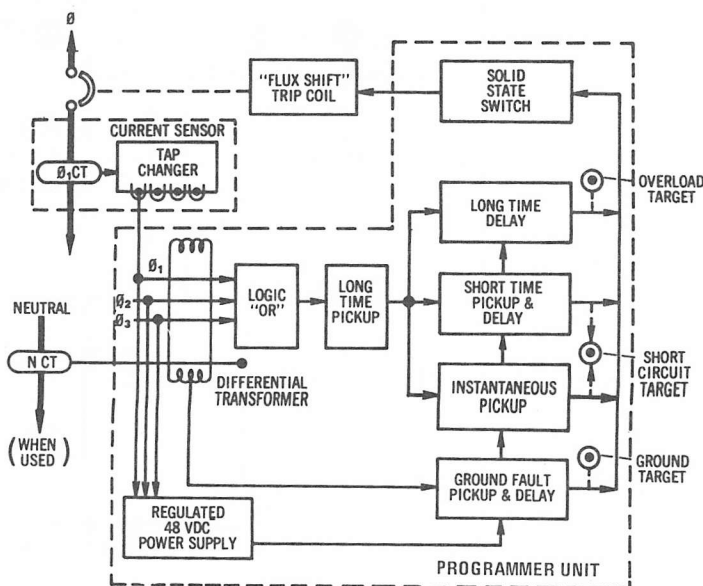 Ø
"FLUX SHIFT"
TRIP COIL
SOLID
STATE
SWITCH
CURRENT SENSOR
TAP
CHANGER
Ø₁CT
OVERLOAD
TARGET
LONG TIME
DELAY
Ø₁
Ø₂
Ø₃
LOGIC
"OR"
LONG
TIME
PICKUP
SHORT TIME
PICKUP &
DELAY
NEUTRAL
N CT
DIFFERENTIAL
TRANSFORMER
INSTANTANEOUS
PICKUP
SHORT
CIRCUIT
TARGET
(WHEN
USED)
GROUND FAULT
PICKUP & DELAY
GROUND
TARGET
REGULATED
48 VDC
POWER SUPPLY
PROGRAMMER UNIT